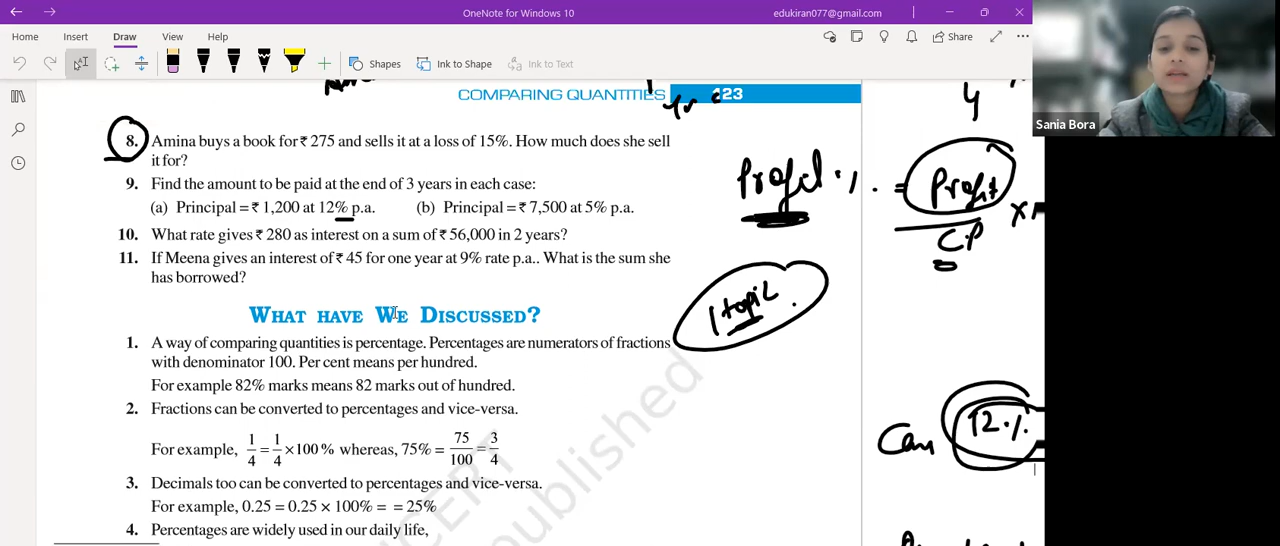 OneNote for Windows 10
edukiran077@gmail.com
Home Insert Draw View Help
Share
Shapes Ink to Shape Ink to Text
COMPARING QUANTITIES 123
8. Amina buys a book for ₹ 275 and sells it at a loss of 15%. How much does she sell
it for?
9. Find the amount to be paid at the end of 3 years in each case:
(a) Principal = ₹ 1,200 at 12% p.a. (b) Principal = ₹ 7,500 at 5% p.a.
10. What rate gives ₹ 280 as interest on a sum of ₹ 56,000 in 2 years?
11. If Meena gives an interest of ₹ 45 for one year at 9% rate p.a.. What is the sum she
has borrowed?
WHAT HAVE WE DISCUSSED?
1. A way of comparing quantities is percentage. Percentages are numerators of fractions
with denominator 100. Per cent means per hundred.
For example 82% marks means 82 marks out of hundred.
2. Fractions can be converted to percentages and vice-versa.
For example, 1/4 = 1/4 × 100 % whereas, 75% = 75/100 = 3/4
3. Decimals too can be converted to percentages and vice-versa.
For example, 0.25 = 0.25 × 100% = = 25%
4. Percentages are widely used in our daily life,
= Profit
CP
×
1 topic
12 %
4
Sania Bora
published